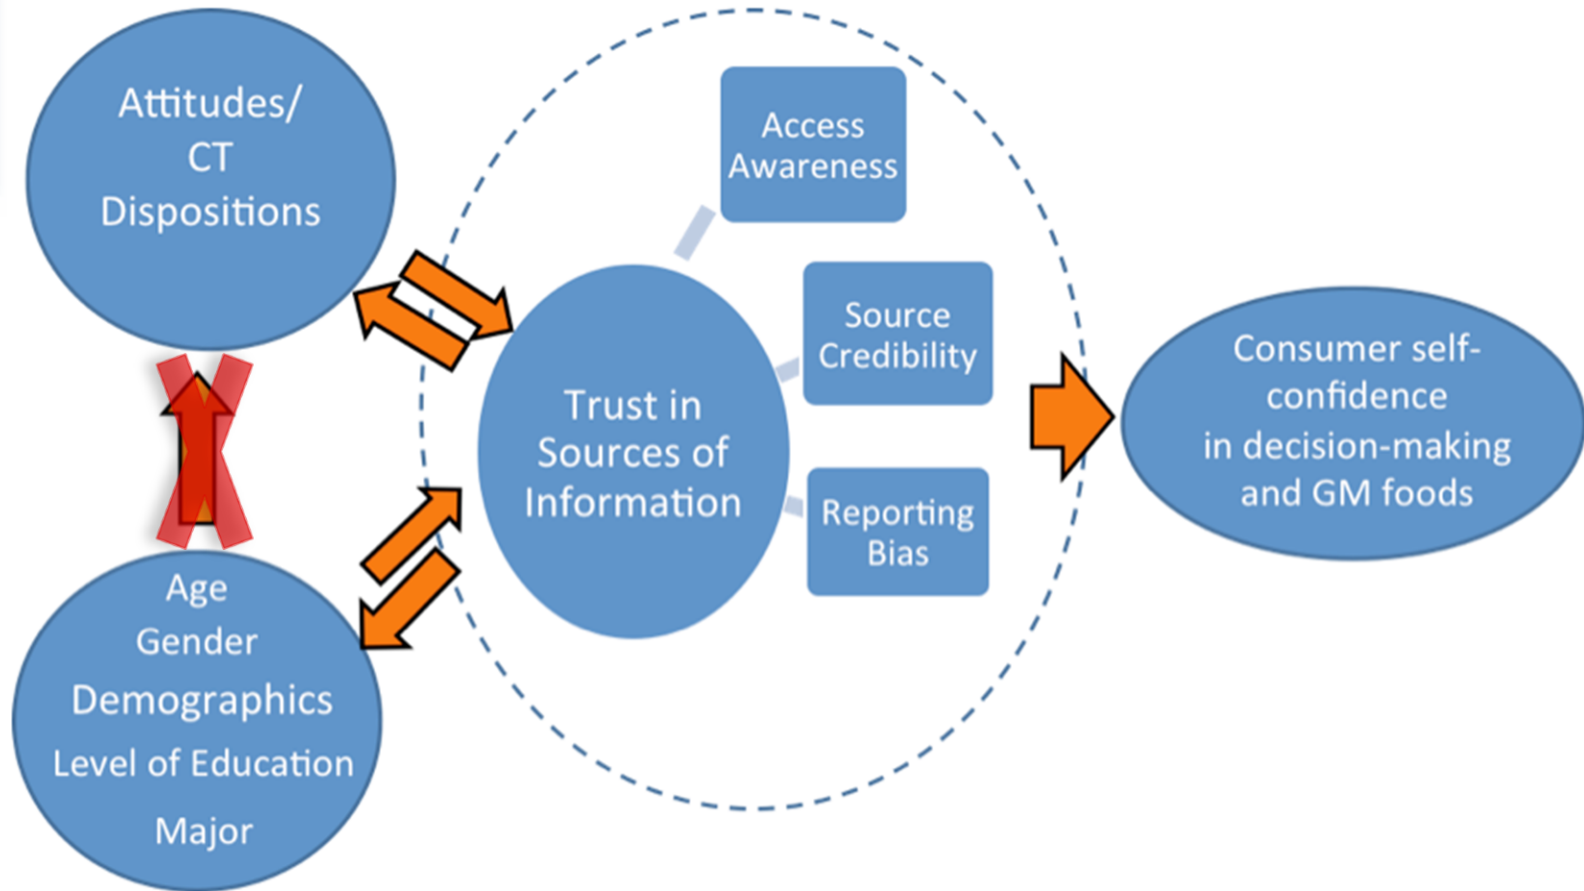 Attitudes/
CT
Dispositions
Access
Awareness
Source
Credibility
Trust in
Sources of
Information
Reporting
Bias
Consumer self-
confidence
in decision-making
and GM foods
Age
Gender
Demographics
Level of Education
Major